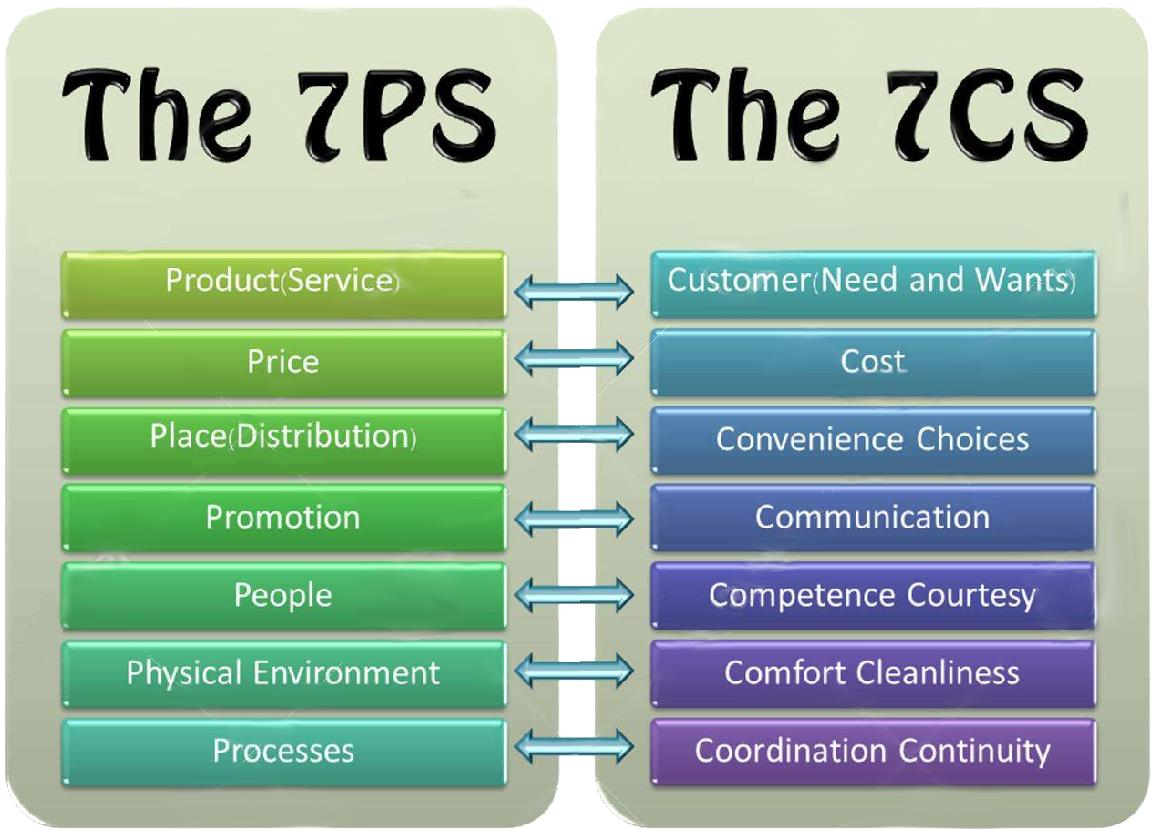 The 7PS
Product(Service)
Price
Place(Distribution)
Promotion
People
Physical Environment
Processes
The 7CS
Customer(Need and Wants)
Cost
Convenience Choices
Communication
Competence Courtesy
Comfort Cleanliness
Coordination Continuity